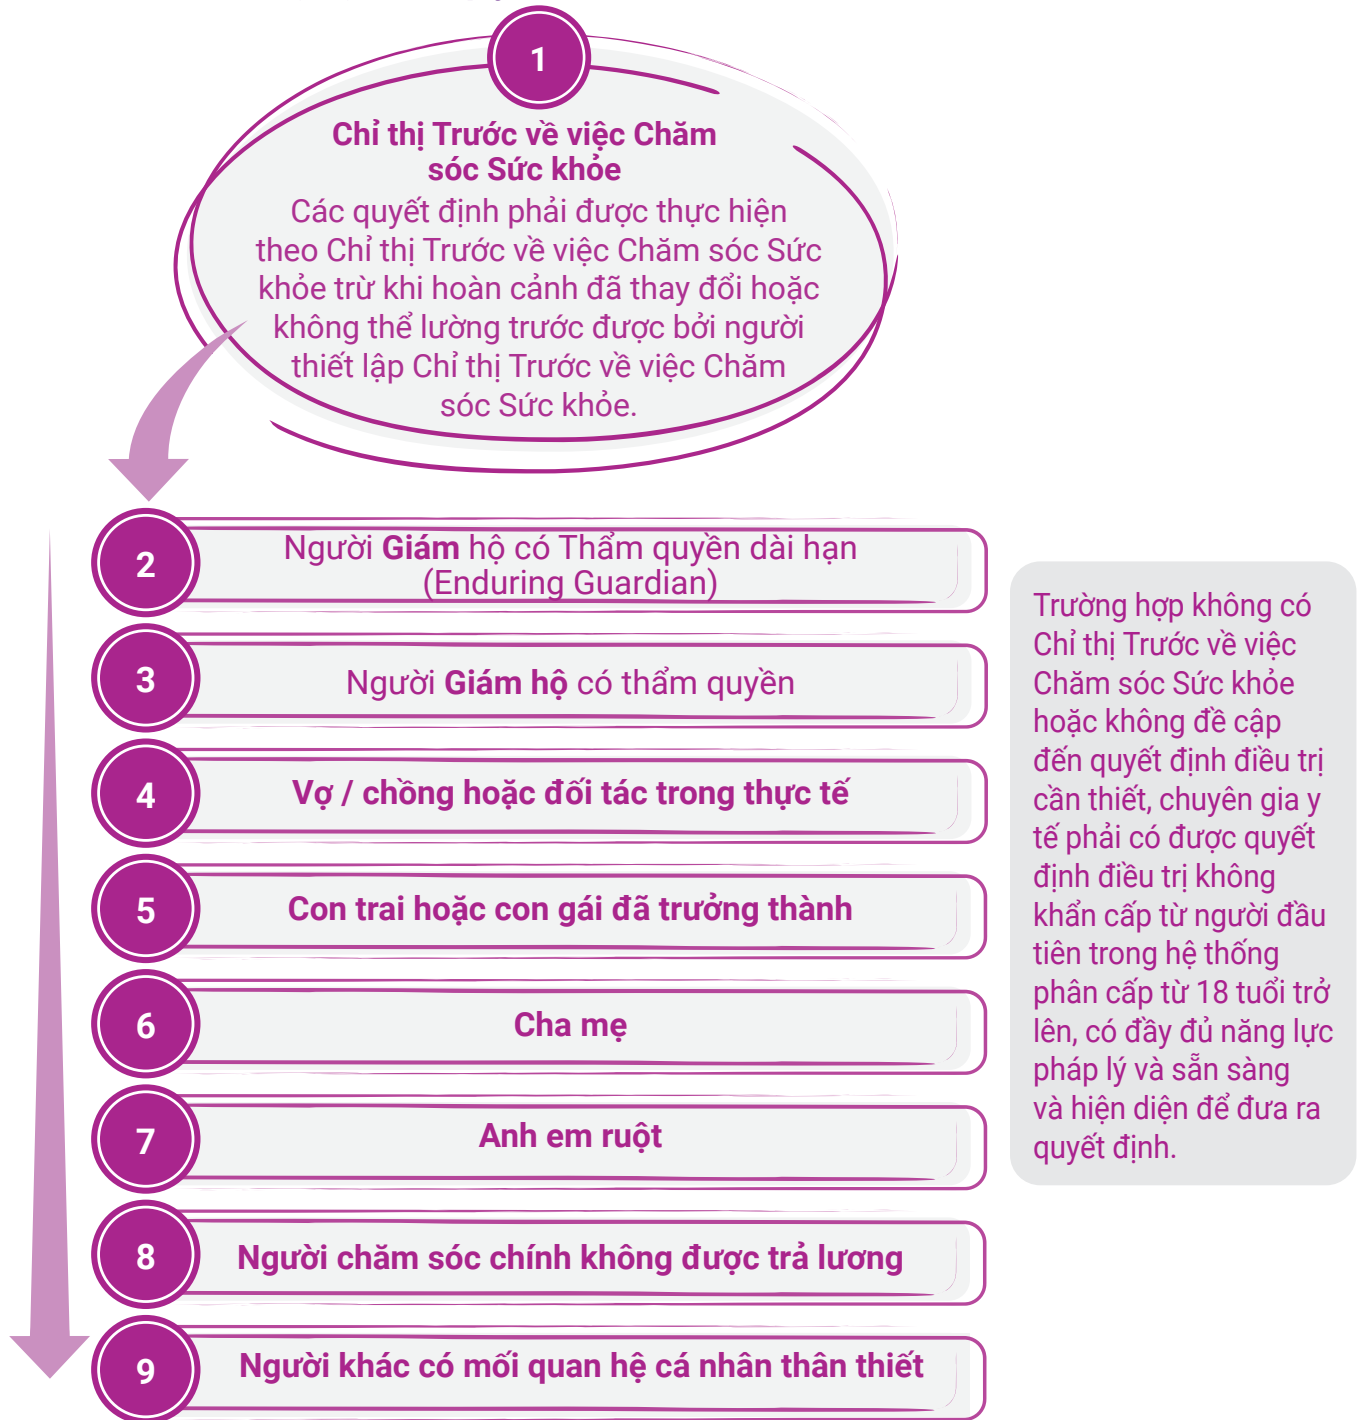 1
Chỉ thị Trước về việc Chăm
sóc Sức khỏe
Các quyết định phải được thực hiện
theo Chỉ thị Trước về việc Chăm sóc Sức
khỏe trừ khi hoàn cảnh đã thay đổi hoặc
không thể lường trước được bởi người
thiết lập Chỉ thị Trước về việc Chăm
sóc Sức khỏe.
2
Người Giám hộ có Thẩm quyền dài hạn
(Enduring Guardian)
3
Người Giám hộ có thẩm quyền
4
Vợ / chồng hoặc đối tác trong thực tế
5
Con trai hoặc con gái đã trưởng thành
6
Cha mẹ
7
Anh em ruột
8
Người chăm sóc chính không được trả lương
9
Người khác có mối quan hệ cá nhân thân thiết
Trường hợp không có
Chỉ thị Trước về việc
Chăm sóc Sức khỏe
hoặc không đề cập
đến quyết định điều trị
cần thiết, chuyên gia y
tế phải có được quyết
định điều trị không
khẩn cấp từ người đầu
tiên trong hệ thống
phân cấp từ 18 tuổi trở
lên, có đầy đủ năng lực
pháp lý và sẵn sàng
và hiện diện để đưa ra
quyết định.